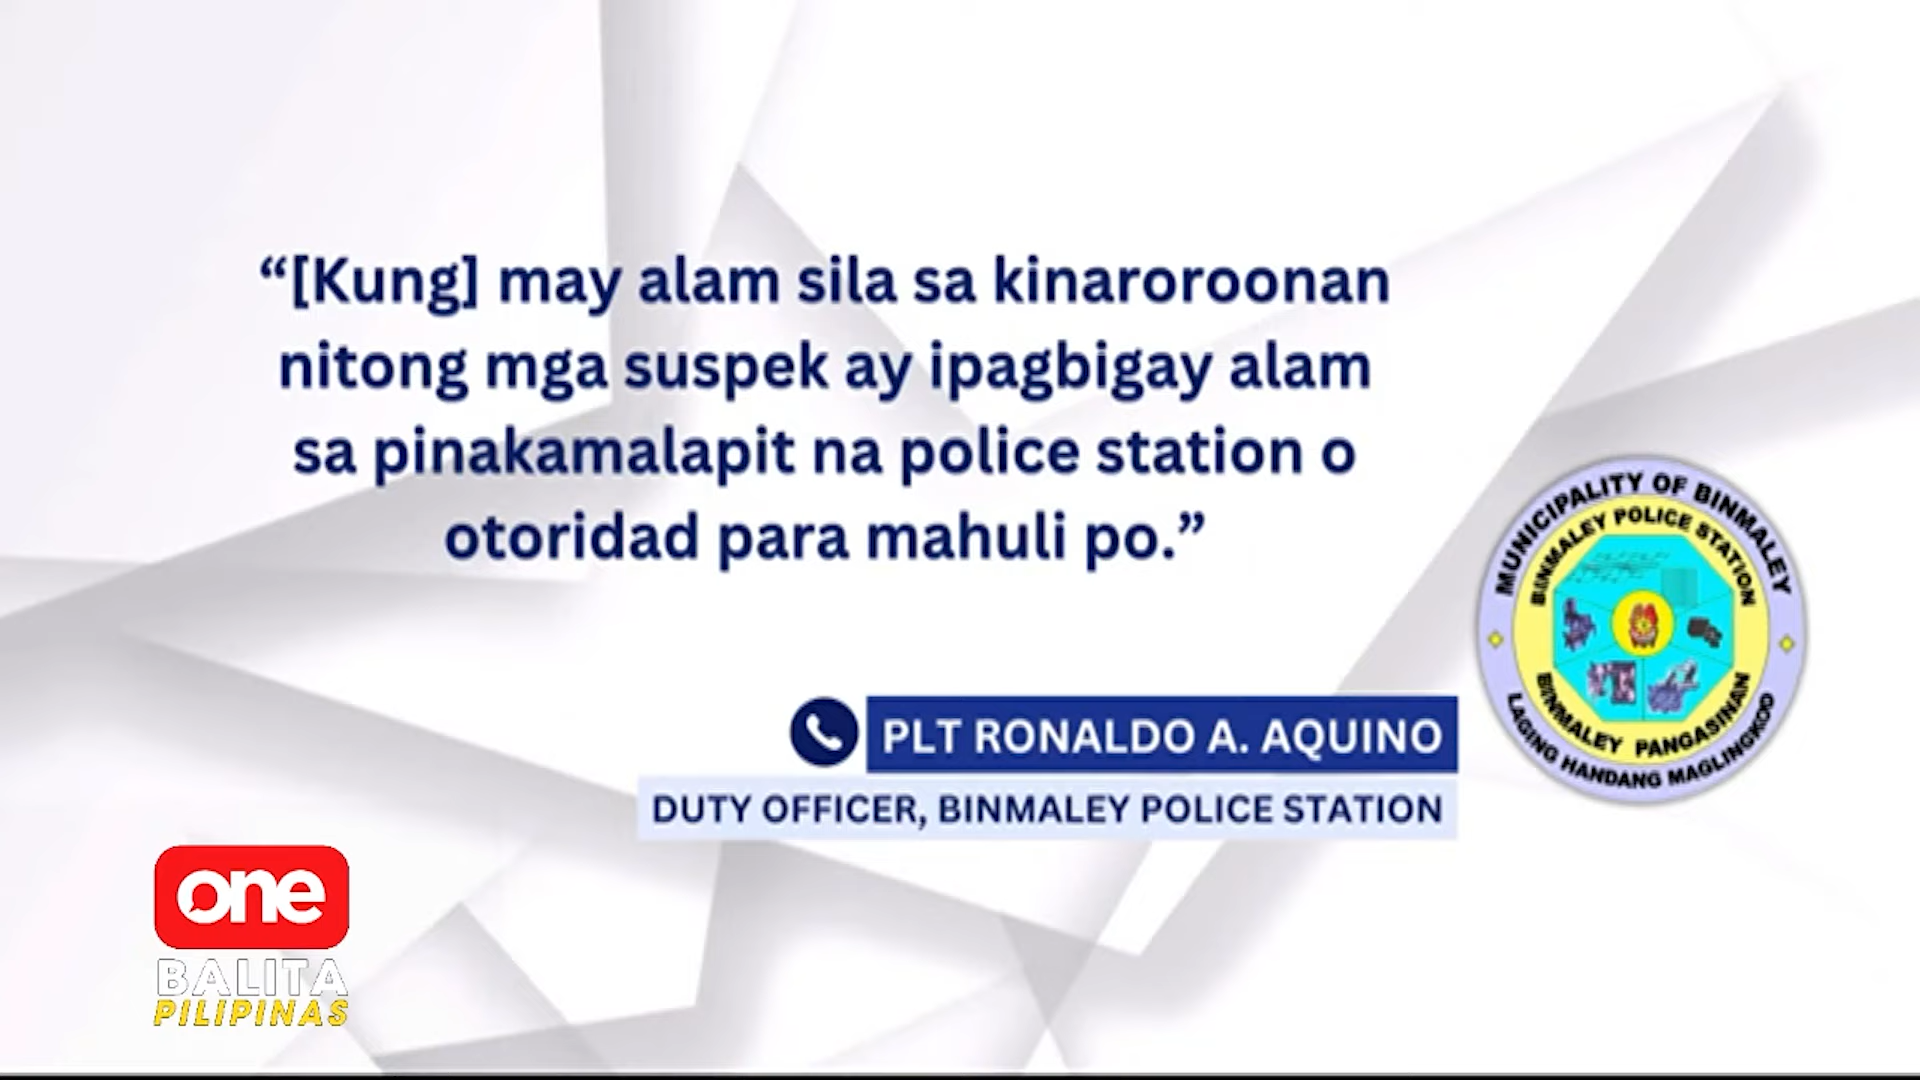 “[Kung] may alam sila sa kinaroroonan
nitong mga suspek ay ipagbigay alam
sa pinakamalapit na police station o
otoridad para mahuli po.”
PLT RONALDO A. AQUINO
DUTY OFFICER, BINMALEY POLICE STATION
MUNICIPALITY OF BINMALEY
BINMALEY POLICE STATION
BINMALEY PANGASINAN
LAGING HANDANG MAGLINGKOD
one
BALITA
PILIPINAS